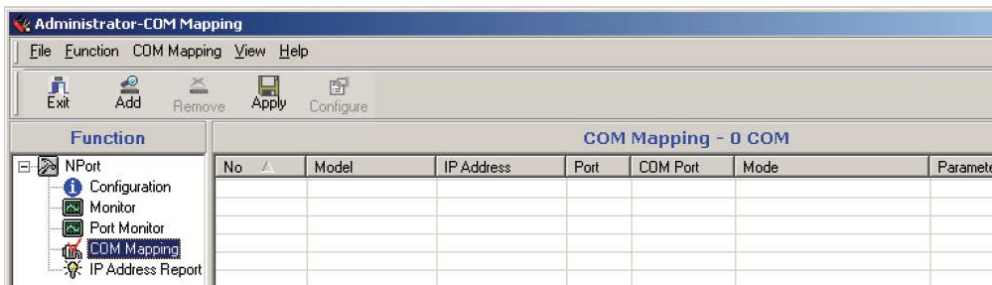 Administrator-COM Mapping
File Function COM Mapping View Help
Exit Add Remove Apply Configure
Function
COM Mapping - 0 COM
No Model IP Address Port COM Port Mode Paramete
NPort
Configuration
Monitor
Port Monitor
COM Mapping
IP Address Report